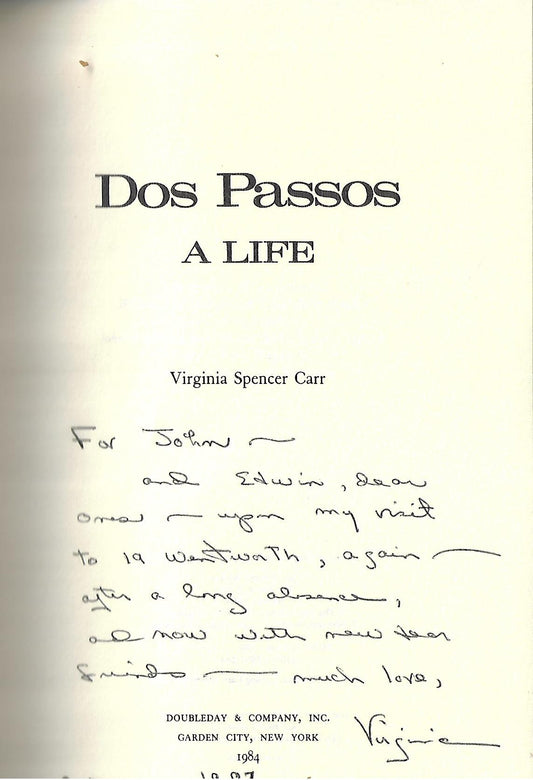 Dos Passos
A LIFE
Virginia Spencer Carr
For John —
and Edwin, dear
ones — upon my visit
to 19 Wentworth, again —
after a long absence,
and now with new dear
friends — much love,
DOUBLEDAY & COMPANY, INC.
GARDEN CITY, NEW YORK
1984
Virginia